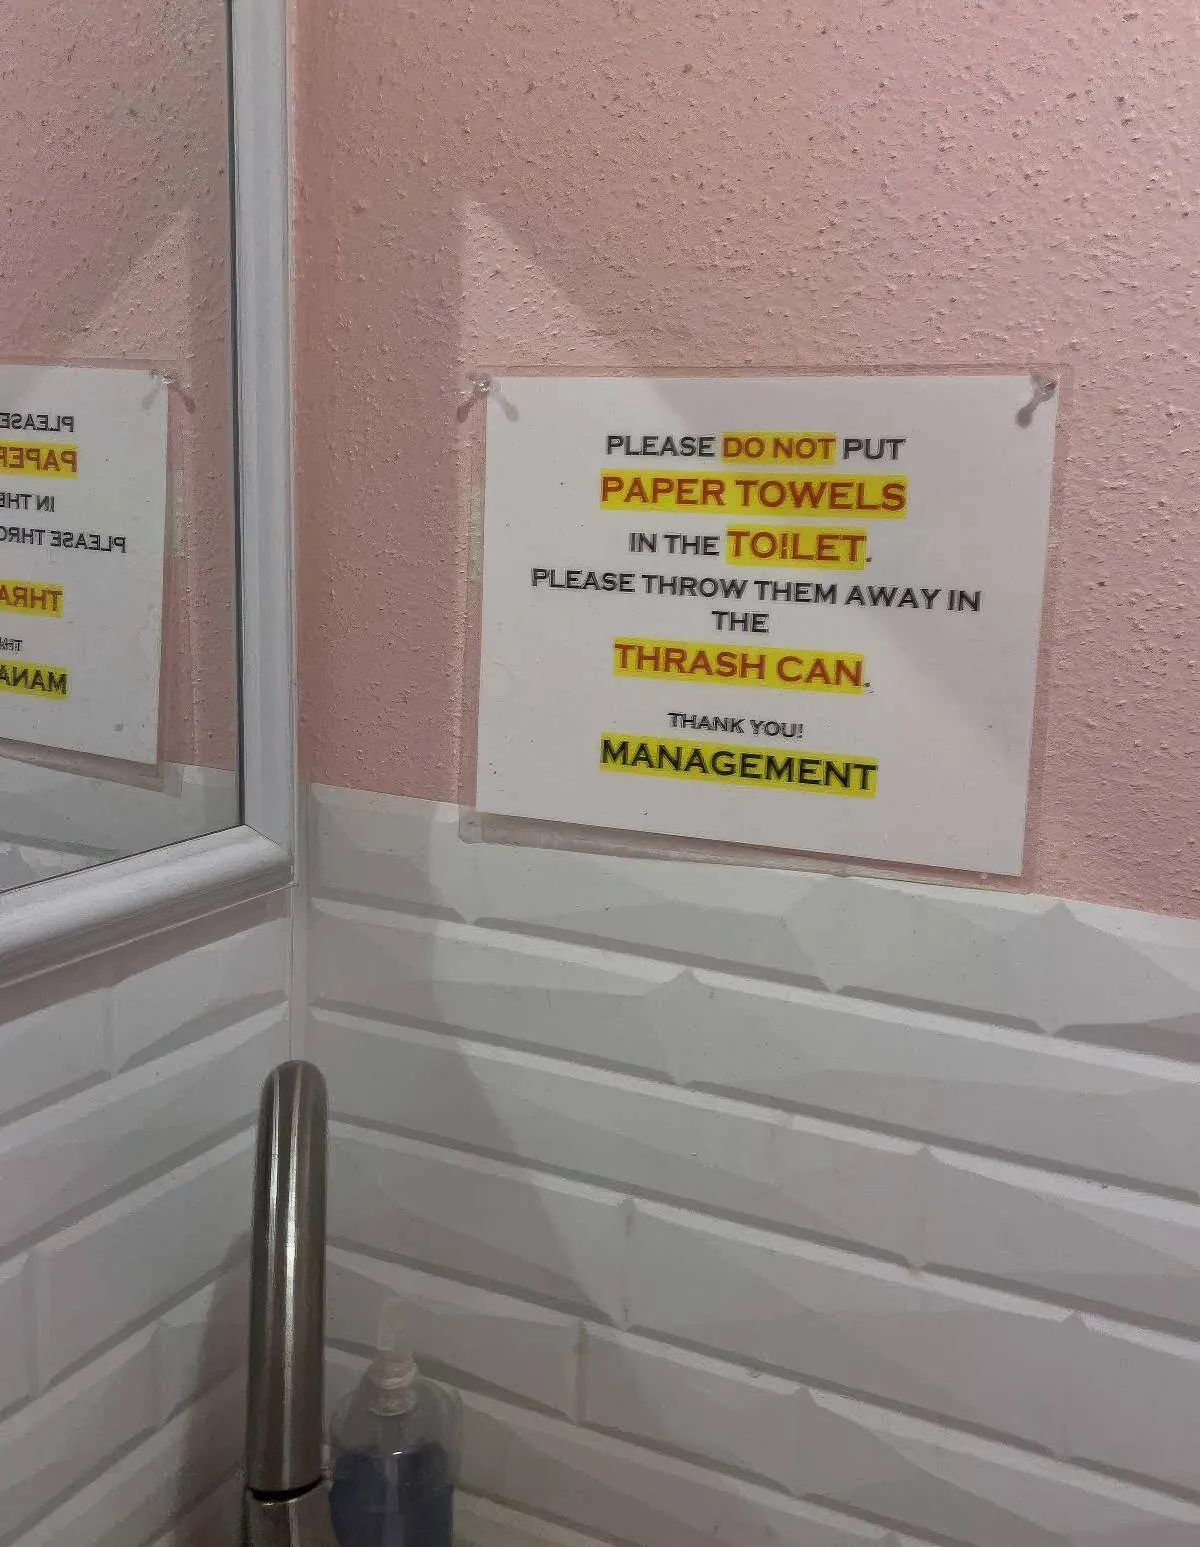 PLEASE DO NOT PUT
PAPER TOWELS
IN THE TOILET.
PLEASE THROW THEM AWAY IN
THE
THRASH CAN.
THANK YOU!
MANAGEMENT